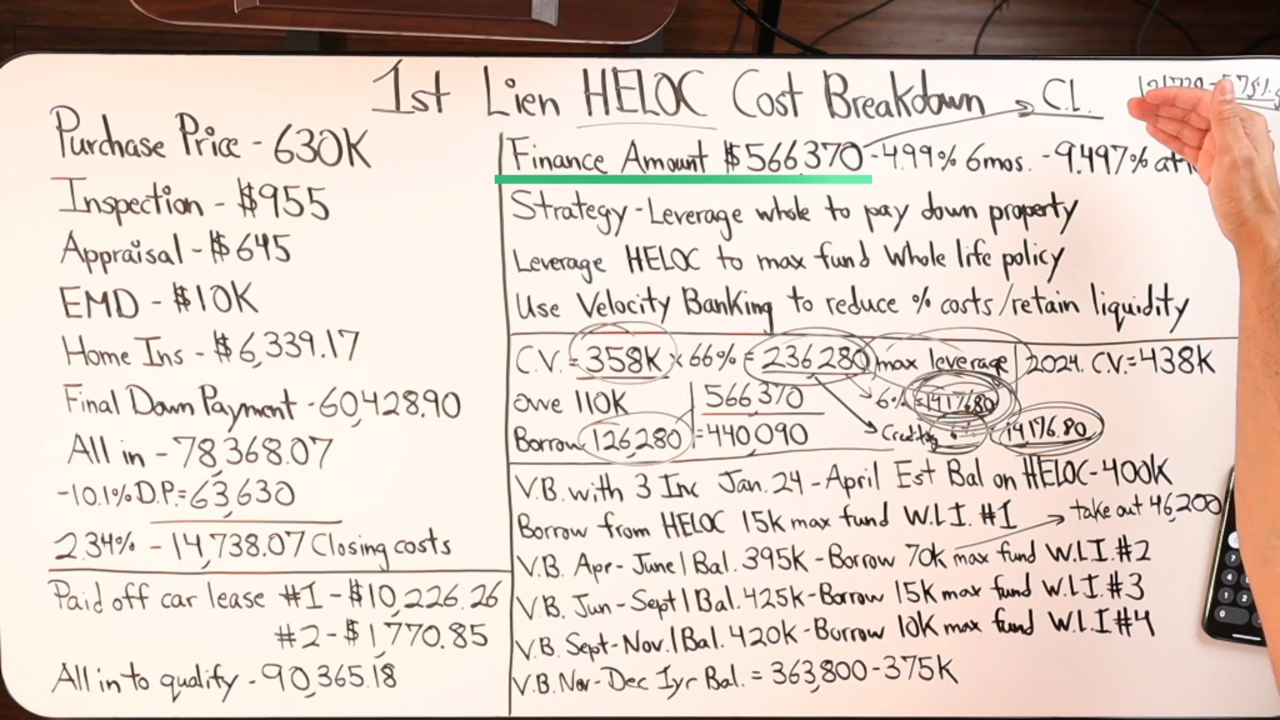 1st Lien HELOC Cost Breakdown → C.I.
Purchase Price - 630K
Inspection - $955
Appraisal - $645
EMD - $10K
Home Ins - $6,339.17
Final Down Payment - 60,428.90
All in - 78,368.07
-10.1% D.P. = 63,630
2.34% - 14,738.07 Closing costs
Paid off car lease #1 - $10,226.26
#2 - $1,770.85
All in to qualify - 90,365.18
Finance Amount $566,370 - 4.99% 6mos. - 9.497%
Strategy - Leverage whole to pay down property
Leverage HELOC to max fund Whole life policy
Use Velocity Banking to reduce % costs/retain liquidity
C.V. = 358K × 66% = 236,280 max leverage | 2024. C.V. = 438K
owe 110K | 566370 → 6% = 14176.80
Borrow 126,280 = 440,090 → Crediting 14176.80
V.B. with 3 Inc Jan. 24 - April Est Bal on HELOC - 400K
Borrow from HELOC 15K max fund W.L.I. #1 → take out 46,200
V.B. Apr - June | Bal. 395K - Borrow 70K max fund W.L.I. #2
V.B. Jun - Sept | Bal. 425K - Borrow 15K max fund W.L.I. #3
V.B. Sept - Nov. | Bal. 420K - Borrow 10K max fund W.L.I #4
V.B. Nov - Dec 1yr Bal. = 363,800 - 375K